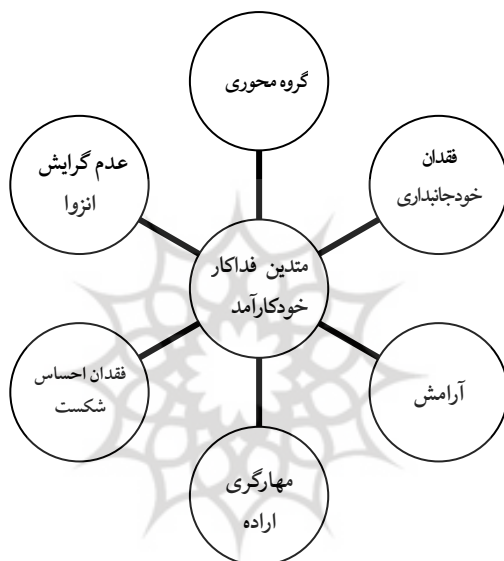 گروه محوری
فقدان
خودجانبداری
عدم گرایش
انزوا
متدین فداکار
خودکارآمد
آرامش
فقدان احساس
شکست
مهارگری
اراده